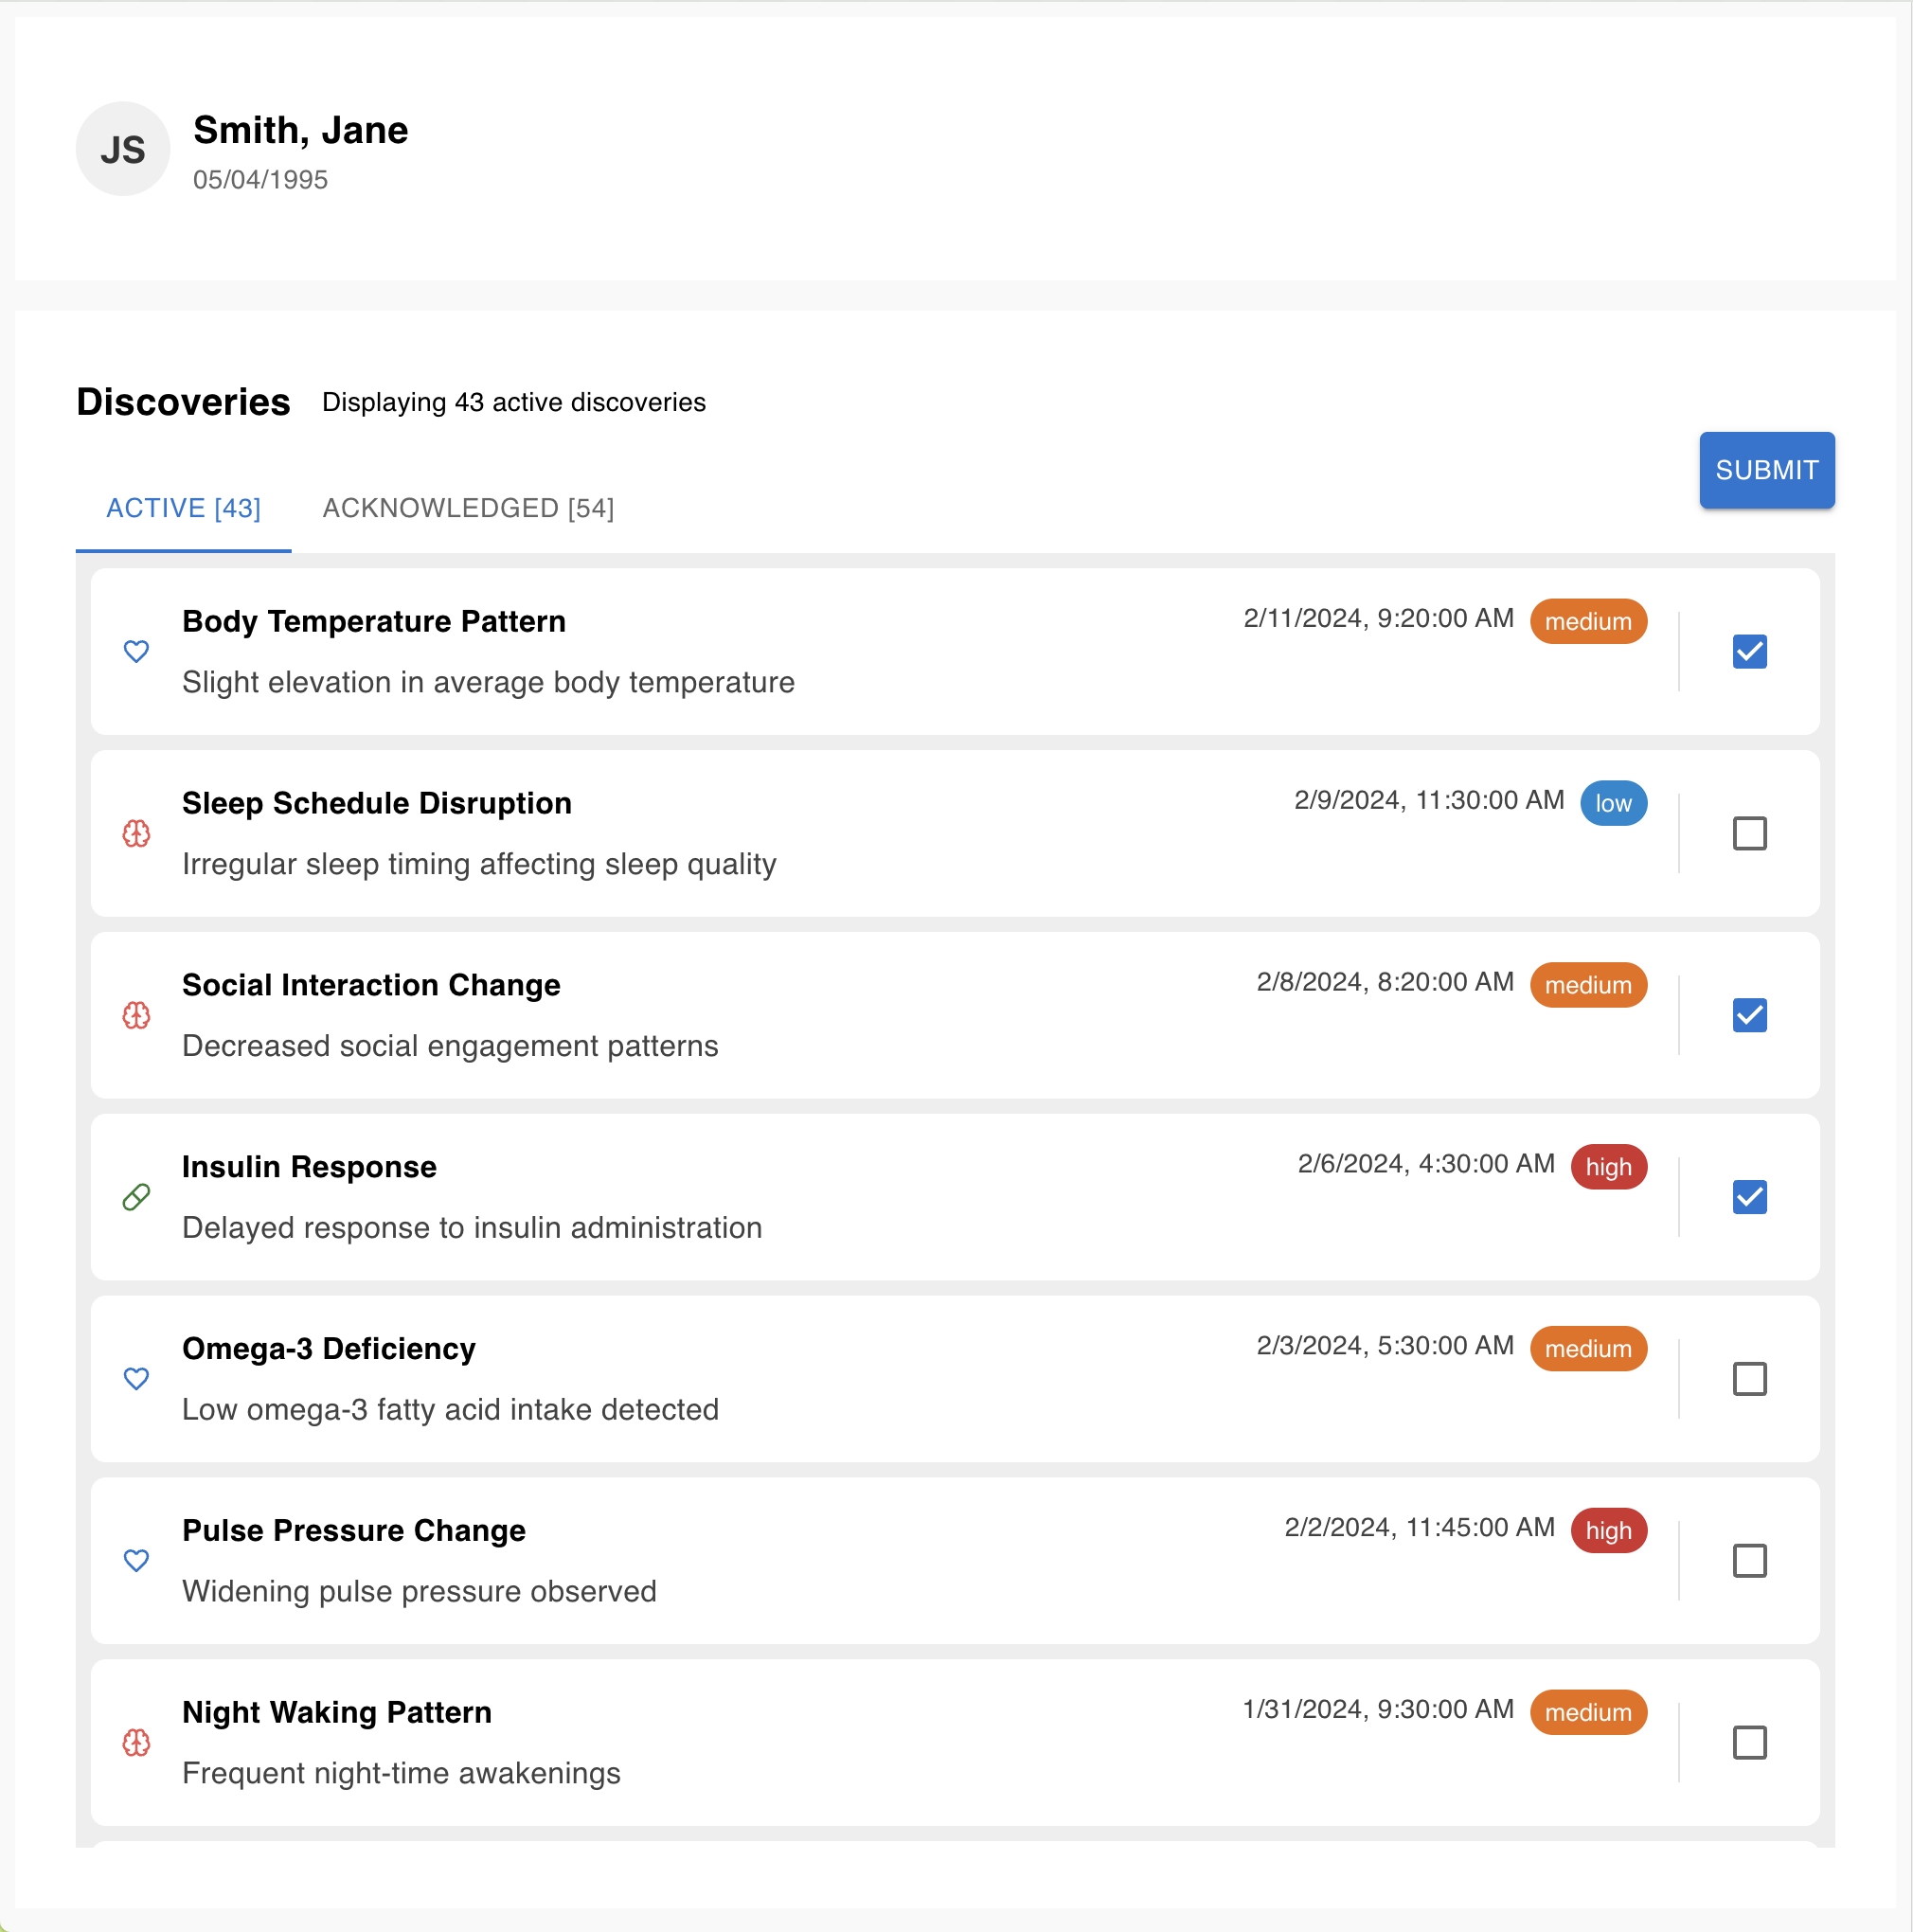 JS
Smith, Jane
05/04/1995
Discoveries Displaying 43 active discoveries
SUBMIT
ACTIVE [43] ACKNOWLEDGED [54]
Body Temperature Pattern 2/11/2024, 9:20:00 AM medium
Slight elevation in average body temperature
Sleep Schedule Disruption 2/9/2024, 11:30:00 AM low
Irregular sleep timing affecting sleep quality
Social Interaction Change 2/8/2024, 8:20:00 AM medium
Decreased social engagement patterns
Insulin Response 2/6/2024, 4:30:00 AM high
Delayed response to insulin administration
Omega-3 Deficiency 2/3/2024, 5:30:00 AM medium
Low omega-3 fatty acid intake detected
Pulse Pressure Change 2/2/2024, 11:45:00 AM high
Widening pulse pressure observed
Night Waking Pattern 1/31/2024, 9:30:00 AM medium
Frequent night-time awakenings